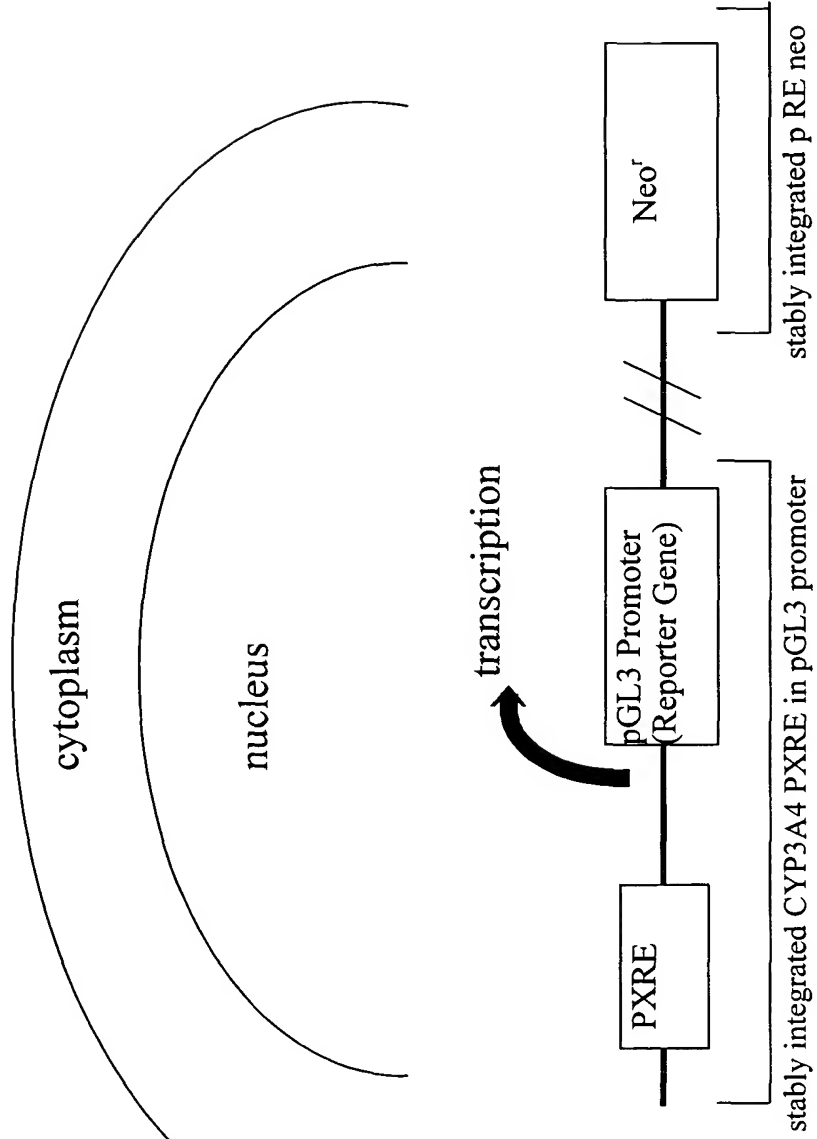 cytoplasm
nucleus
transcription
PXRE
pGL3 Promoter
(Reporter Gene)
Neoʳ
stably integrated CYP3A4 PXRE in pGL3 promoter
stably integrated p RE neo